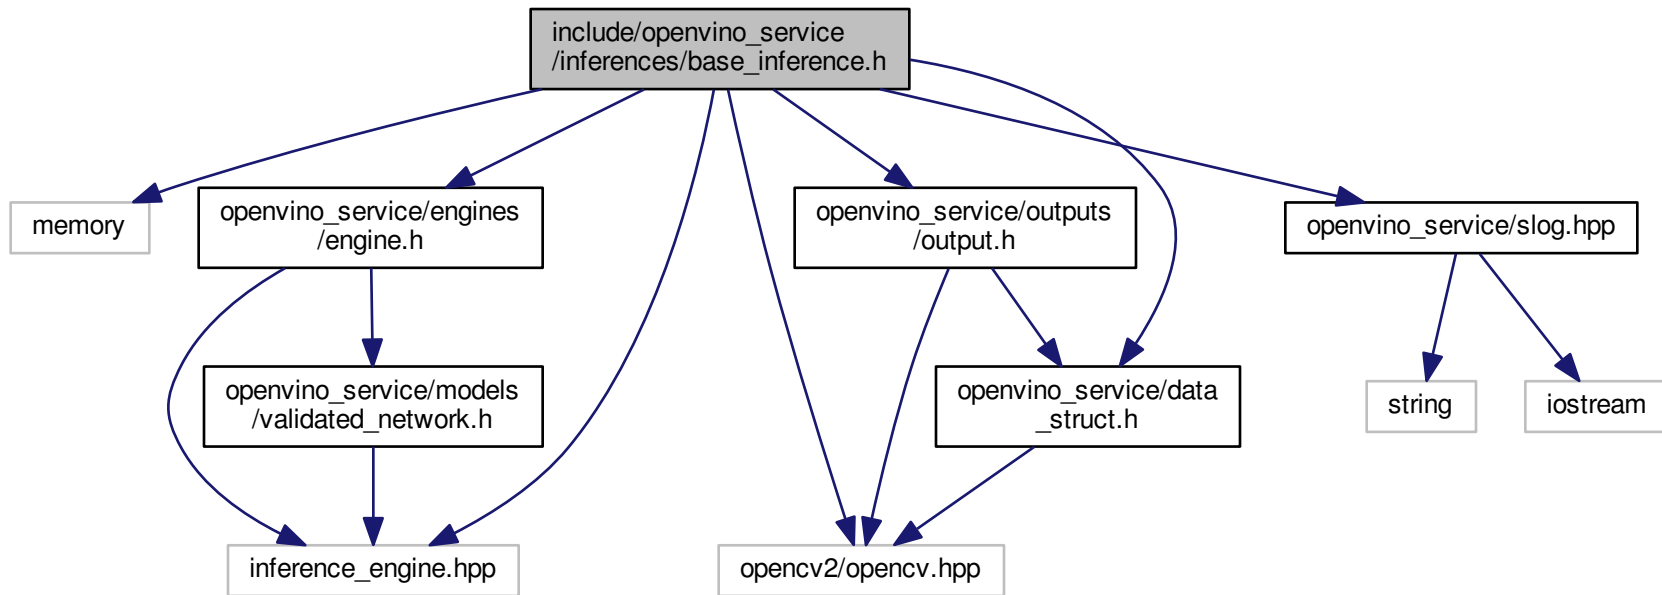 include/openvino_service
/inferences/base_inference.h
memory
openvino_service/engines
/engine.h
openvino_service/outputs
/output.h
openvino_service/slog.hpp
openvino_service/models
/validated_network.h
openvino_service/data
_struct.h
string
iostream
inference_engine.hpp
opencv2/opencv.hpp